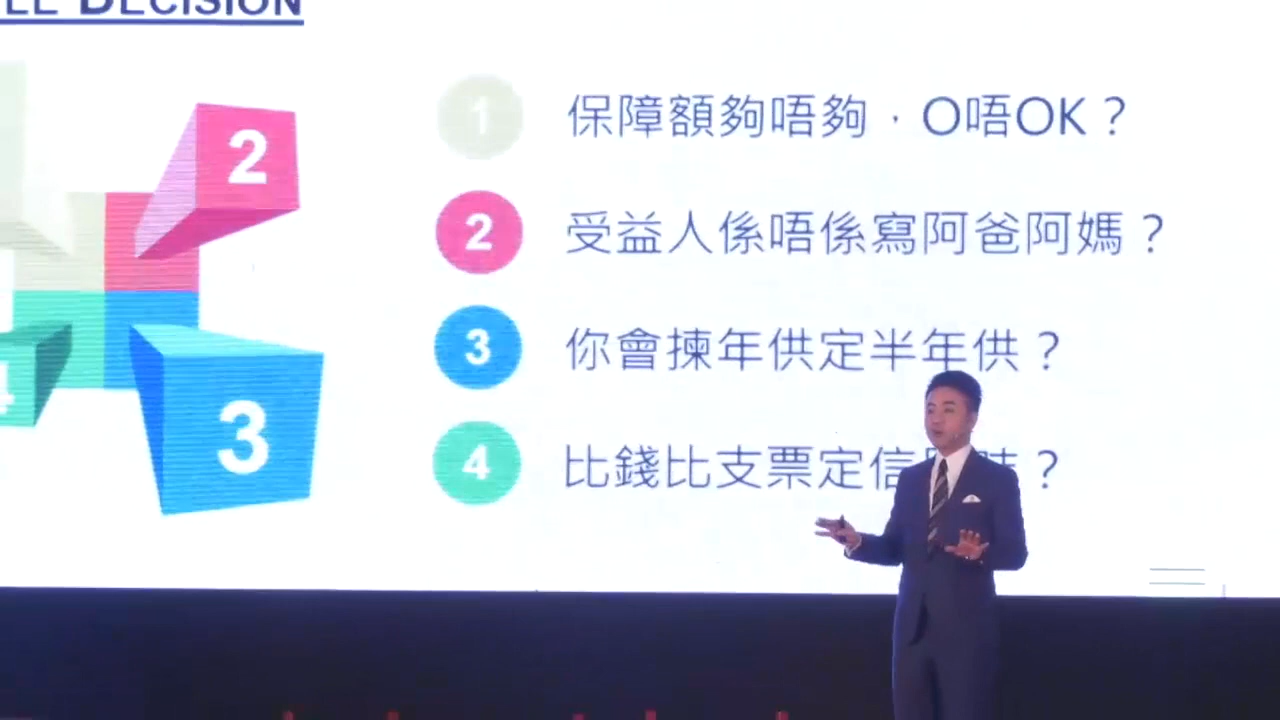 DECISION
1 保障額夠唔夠，O唔OK？
2 受益人係唔係寫阿爸阿媽？
3 你會揀年供定半年供？
4 比錢比支票定信？
2
3
4